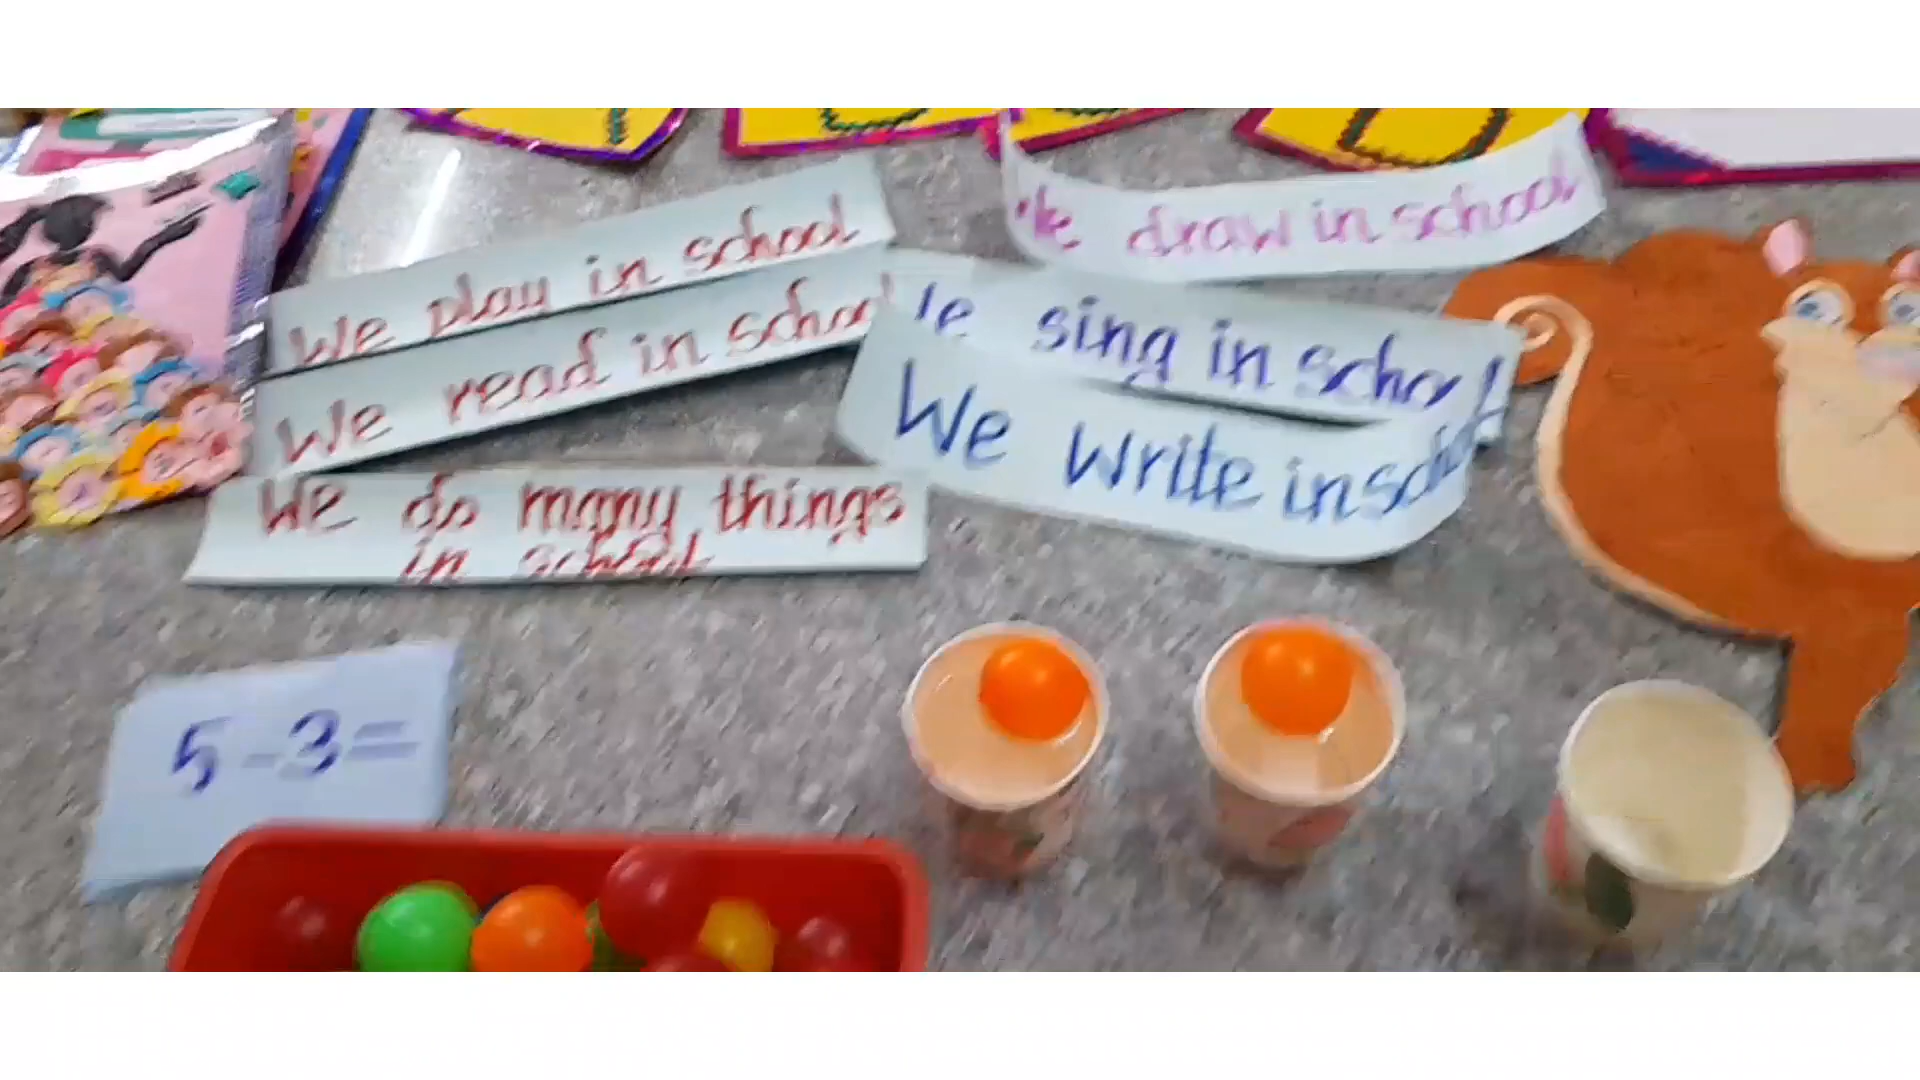 We play in school
We read in school
We do many things
in school
We draw in school
sing in school
We write in school
5-3=